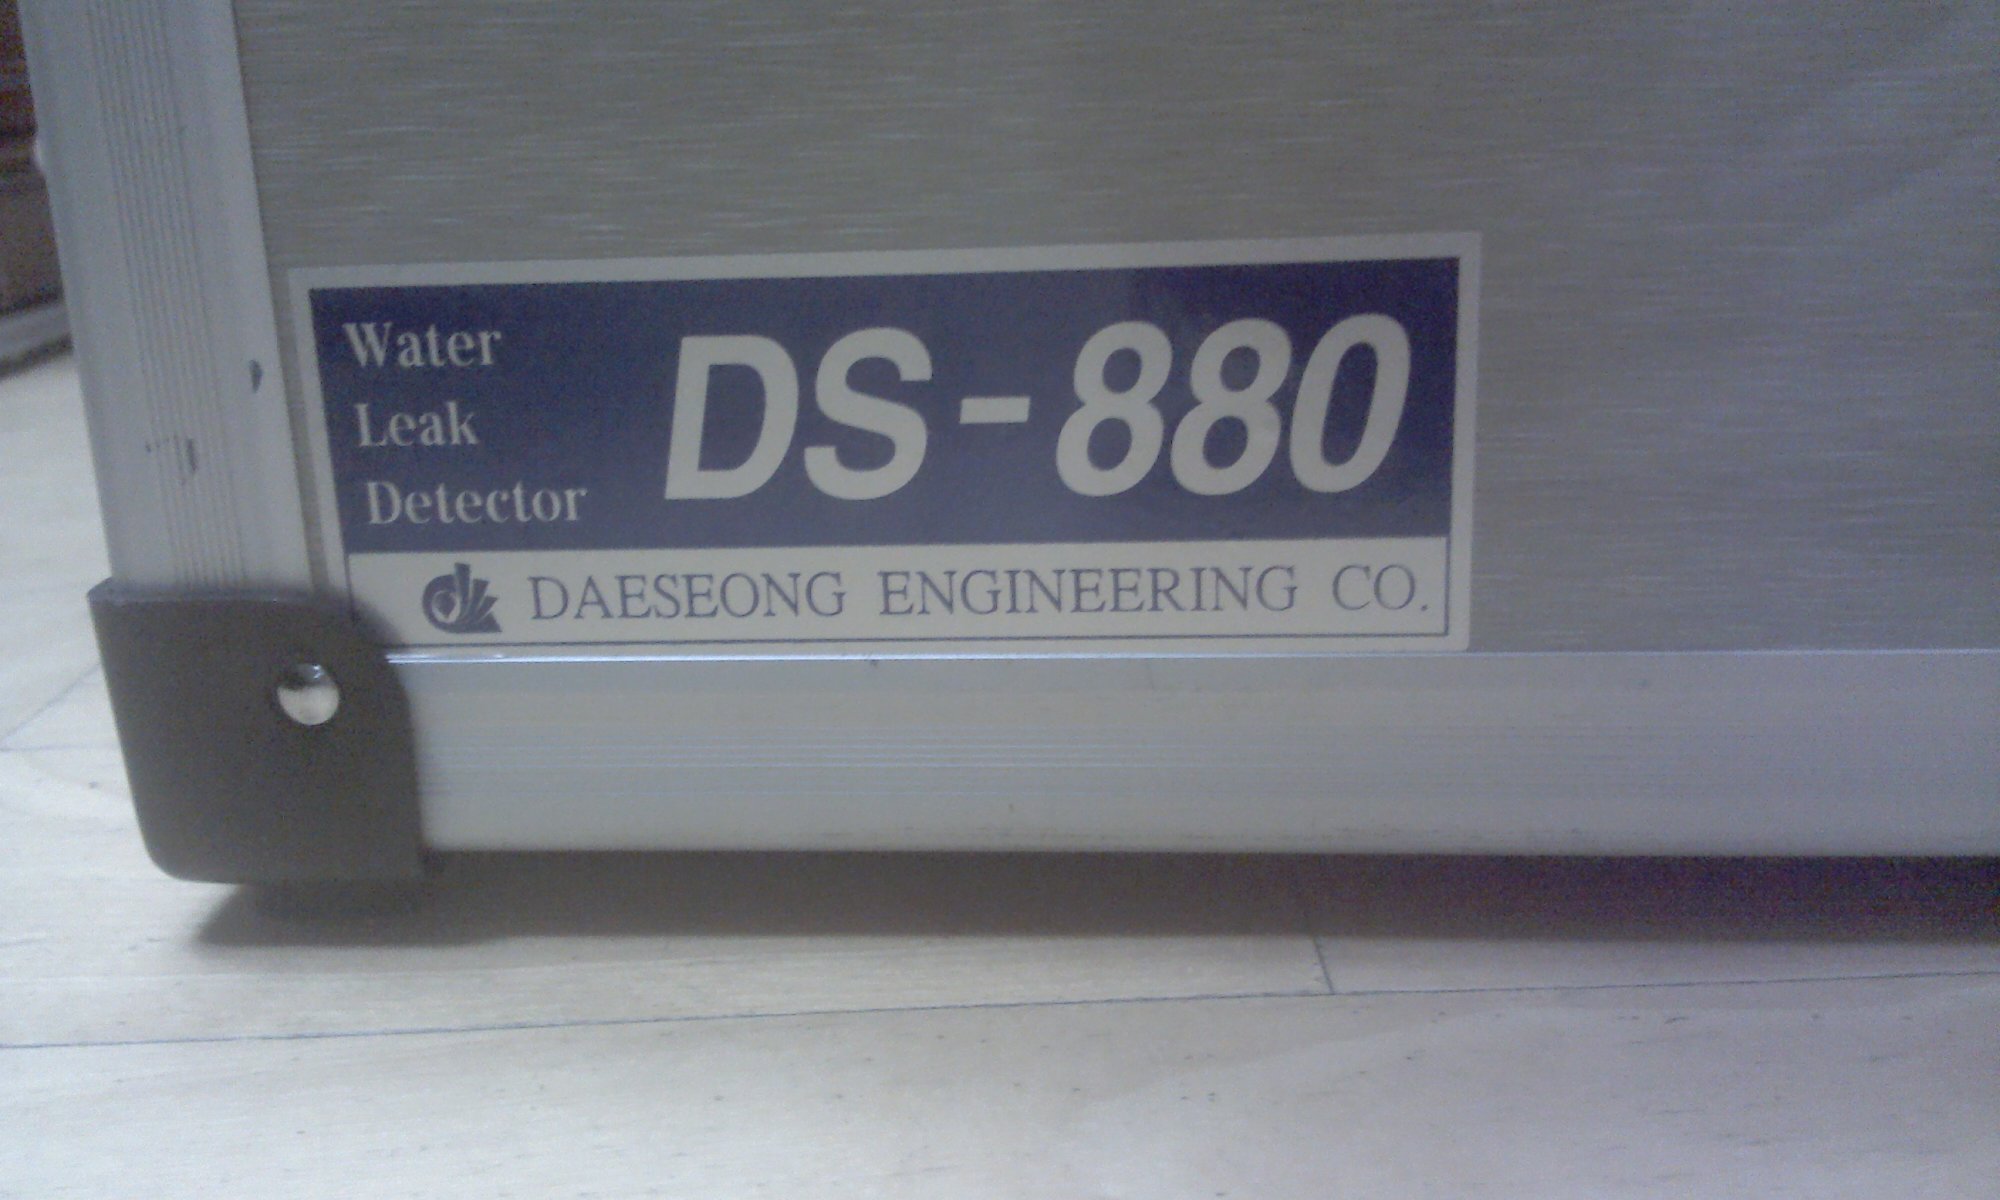 Water
Leak
Detector
DS-880
DAESEONG ENGINEERING CO.